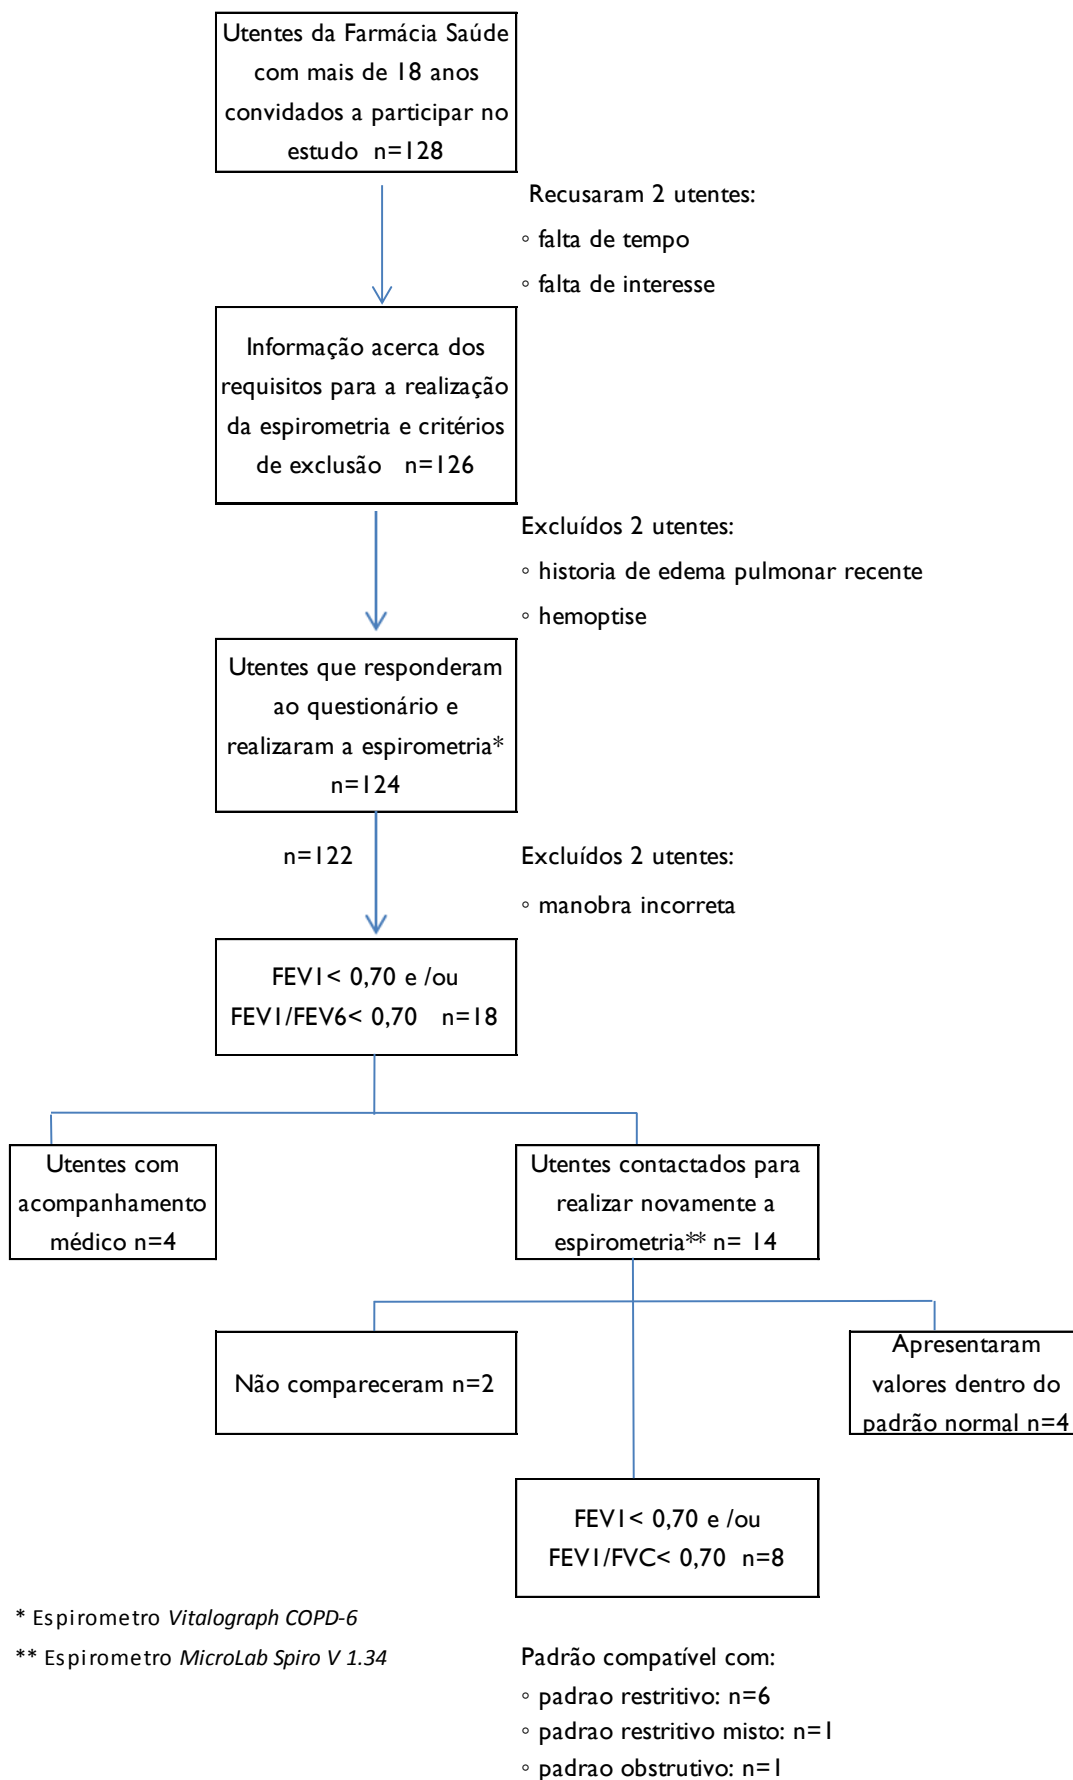 Utentes da Farmácia Saúde
com mais de 18 anos
convidados a participar no
estudo n=128
Recusaram 2 utentes:
◦ falta de tempo
◦ falta de interesse
Informação acerca dos
requisitos para a realização
da espirometria e critérios
de exclusão n=126
Excluídos 2 utentes:
◦ historia de edema pulmonar recente
◦ hemoptise
Utentes que responderam
ao questionário e
realizaram a espirometria*
n=124
n=122
Excluídos 2 utentes:
◦ manobra incorreta
FEV1< 0,70 e /ou
FEV1/FEV6< 0,70 n=18
Utentes com
acompanhamento
médico n=4
Utentes contactados para
realizar novamente a
espirometria** n= 14
Não compareceram n=2
Apresentaram
valores dentro do
padrão normal n=4
FEV1< 0,70 e /ou
FEV1/FVC< 0,70 n=8
* Espirometro Vitalograph COPD-6
** Espirometro MicroLab Spiro V 1.34
Padrão compatível com:
◦ padrao restritivo: n=6
◦ padrao restritivo misto: n=1
◦ padrao obstrutivo: n=1